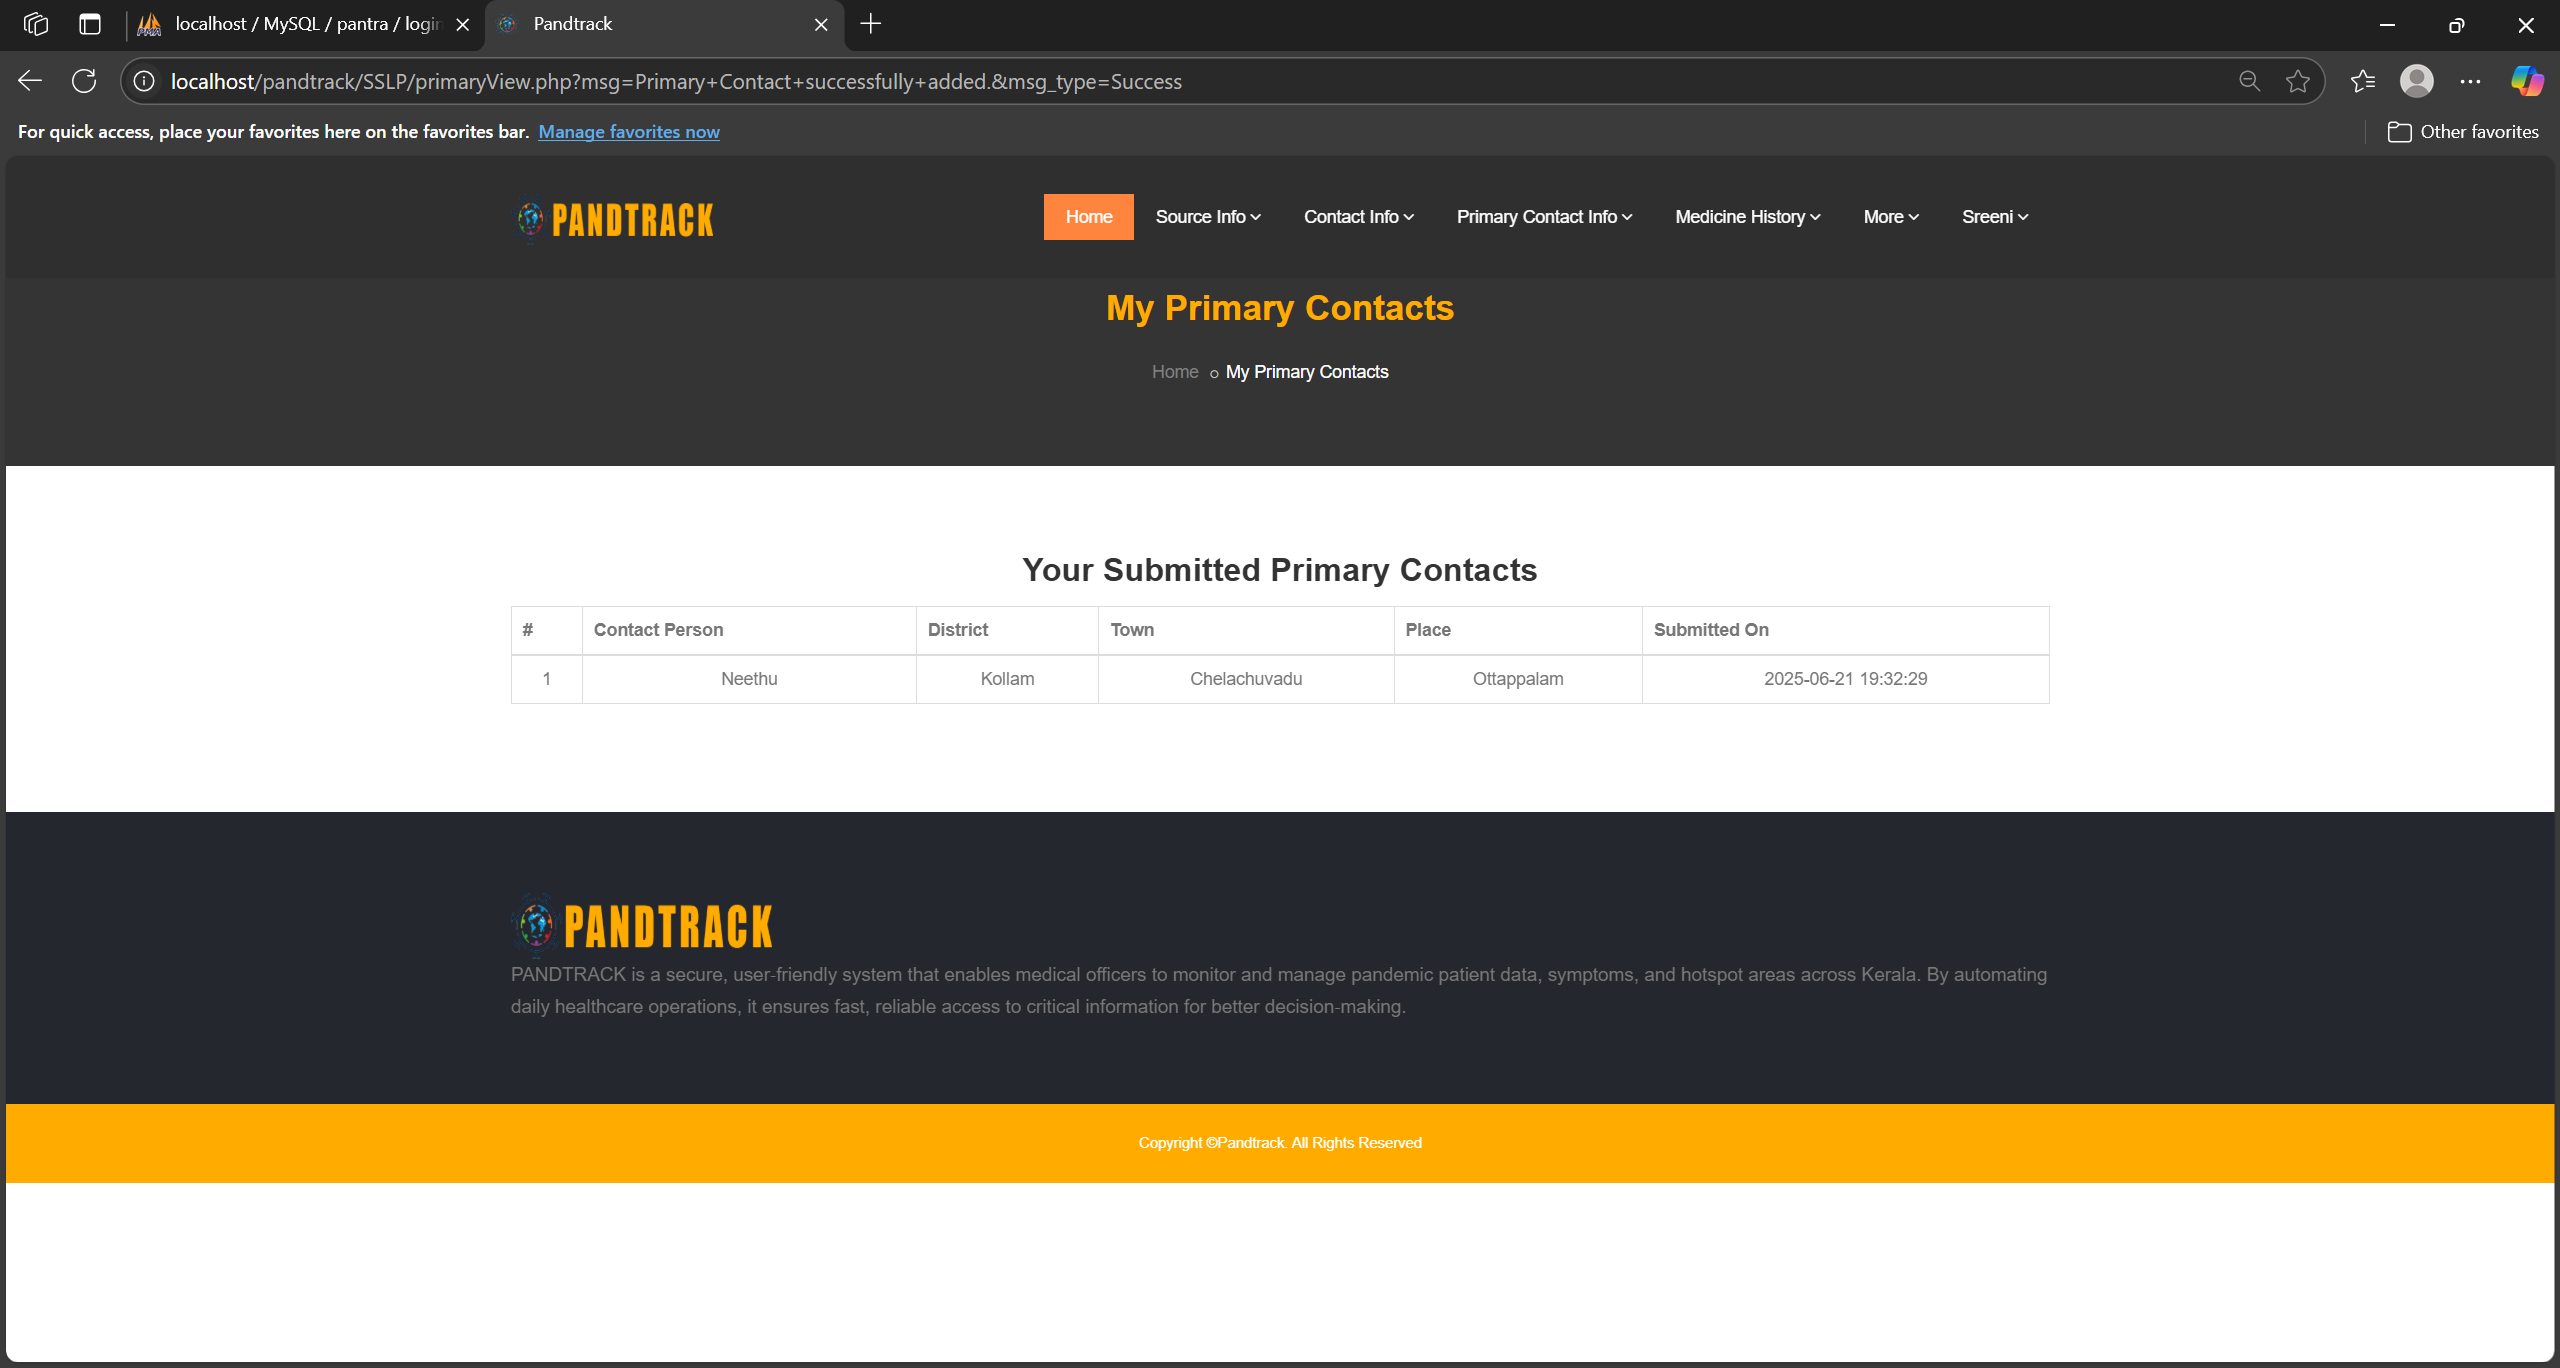 localhost / MySQL / pantra / login
Pandtrack
localhost/pandtrack/SSLP/primaryView.php?msg=Primary+Contact+successfully+added.&msg_type=Success
For quick access, place your favorites here on the favorites bar. Manage favorites now
Other favorites
PANDTRACK
Home Source Info Contact Info Primary Contact Info Medicine History More Sreeni
My Primary Contacts
Home My Primary Contacts
Your Submitted Primary Contacts
# Contact Person District Town Place Submitted On
1 Neethu Kollam Chelachuvadu Ottappalam 2025-06-21 19:32:29
PANDTRACK
PANDTRACK is a secure, user-friendly system that enables medical officers to monitor and manage pandemic patient data, symptoms, and hotspot areas across Kerala. By automating
daily healthcare operations, it ensures fast, reliable access to critical information for better decision-making.
Copyright ©Pandtrack. All Rights Reserved